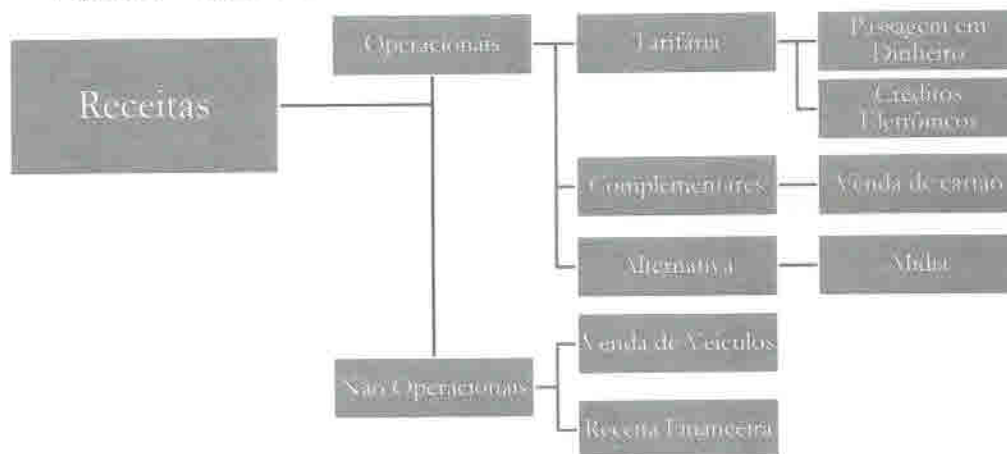 Receitas
Operacionais
Tarifária
Passagem em
Dinheiro
Créditos
Eletrônicos
Complementares
Venda de cartão
Alternativa
Mídia
Não Operacionais
Venda de Veículos
Receita Financeira